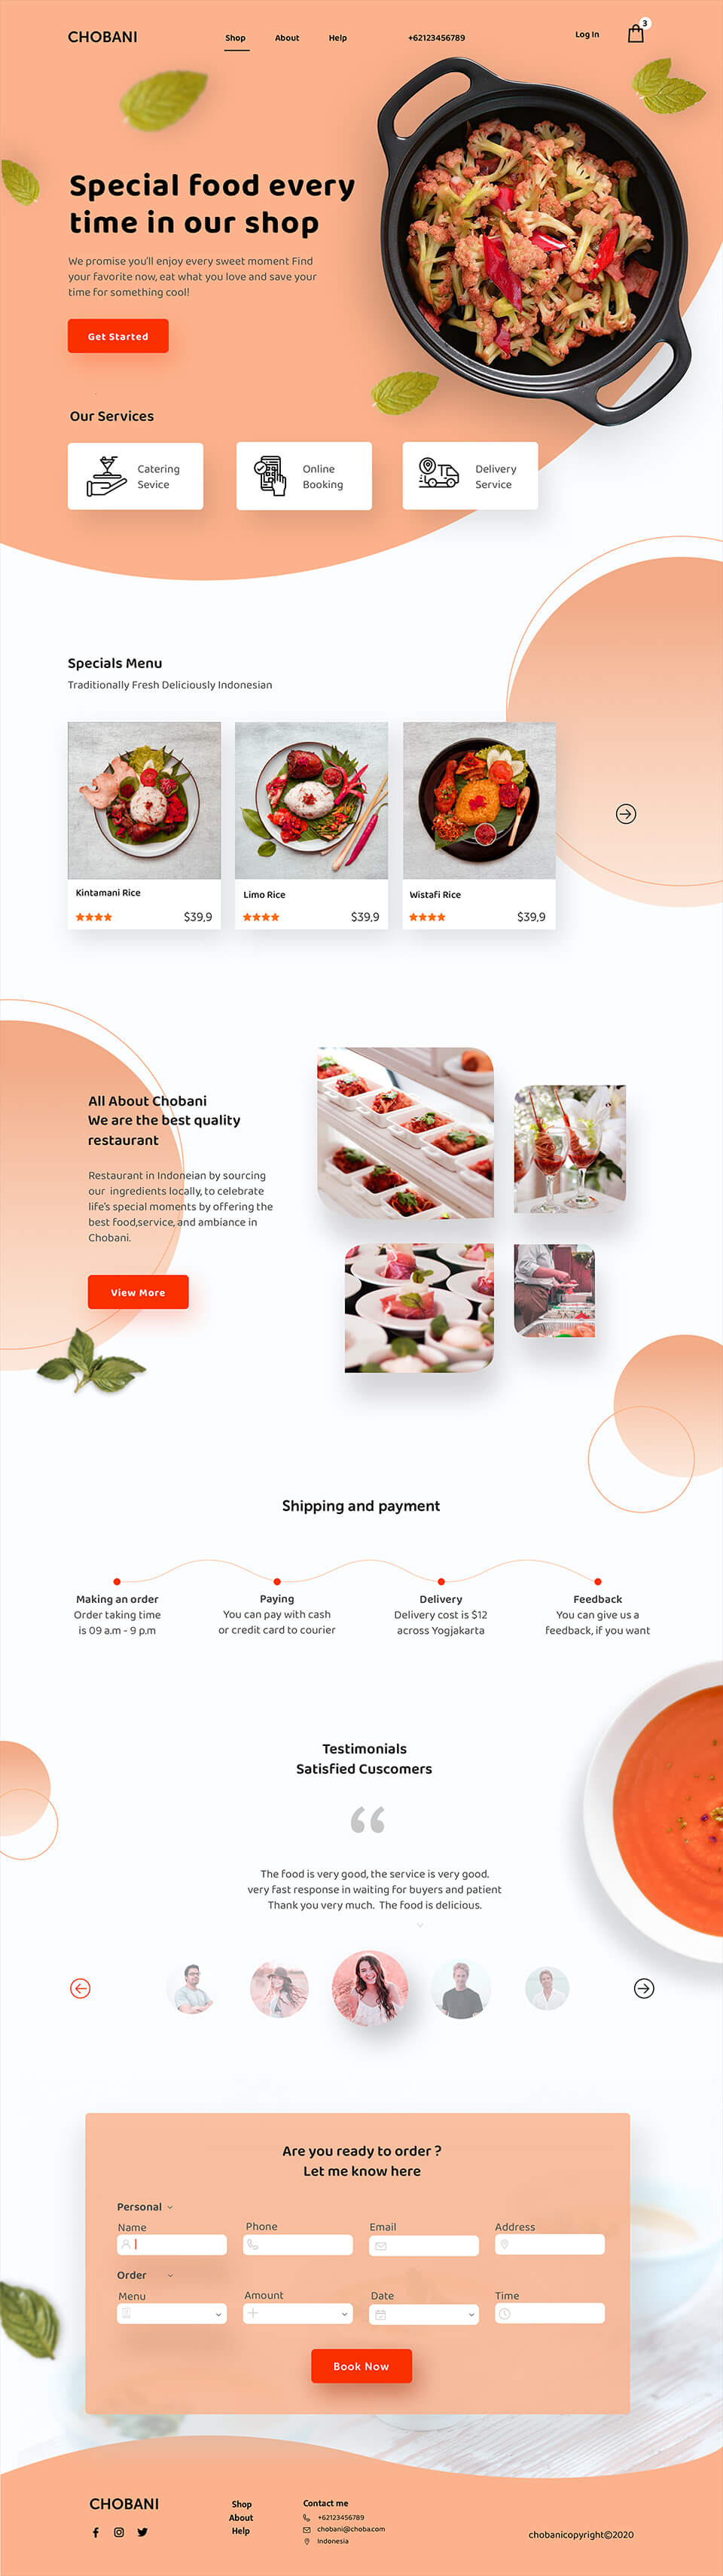 CHOBANI
Shop
About
Help
+62123456789
Log In
3
Special food every
time in our shop
We promise you'll enjoy every sweet moment Find
your favorite now, eat what you love and save your
time for something cool!
Get Started
Our Services
Catering
Sevice
Online
Booking
Delivery
Service
Specials Menu
Traditionally Fresh Deliciously Indonesian
Kintamani Rice
$39,9
Limo Rice
$39,9
Wistafi Rice
$39,9
All About Chobani
We are the best quality
restaurant
Restaurant in Indoneian by sourcing
our ingredients locally, to celebrate
life's special moments by offering the
best food,service, and ambiance in
Chobani.
View More
Shipping and payment
Making an order
Order taking time
is 09 a.m - 9 p.m
Paying
You can pay with cash
or credit card to courier
Delivery
Delivery cost is $12
across Yogjakarta
Feedback
You can give us a
feedback, if you want
Testimonials
Satisfied Cuscomers
“
The food is very good, the service is very good.
very fast response in waiting for buyers and patient
Thank you very much. The food is delicious.
Are you ready to order ?
Let me know here
Personal
Name
Phone
Email
Address
Order
Menu
Amount
Date
Time
Book Now
CHOBANI
Shop
About
Help
Contact me
+62123456789
chobani@choba.com
Indonesia
chobanicopyright©2020